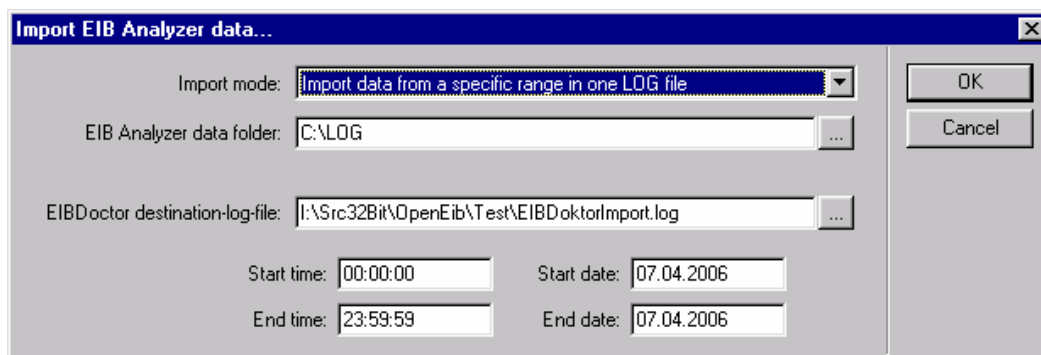 Import EIB Analyzer data...
Import mode: Import data from a specific range in one LOG file
OK
EIB Analyzer data folder: C:\LOG ...
Cancel
EIBDoctor destination-log-file: I:\Src32Bit\OpenEib\Test\EIBDoktorImport.log ...
Start time: 00:00:00 Start date: 07.04.2006
End time: 23:59:59 End date: 07.04.2006